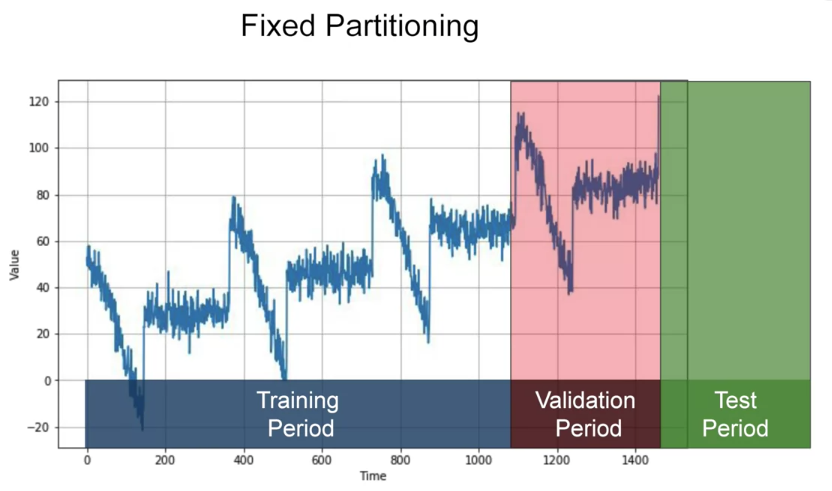 Fixed Partitioning
120
100
80
60
40
20
0
−20
Value
Training
Period
Validation
Period
Test
Period
0 200 400 600 800 1000 1200 1400
Time